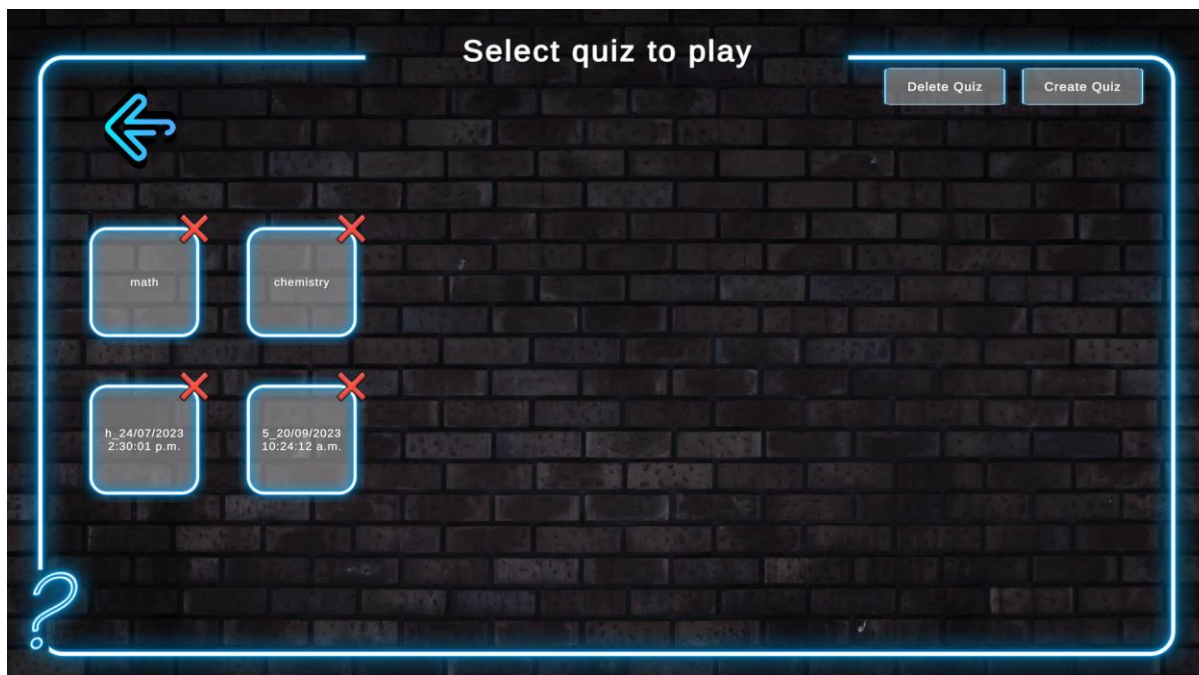 Select quiz to play
Delete Quiz
Create Quiz
math
chemistry
h_24/07/2023
2:30:01 p.m.
5_20/09/2023
10:24:12 a.m.
?